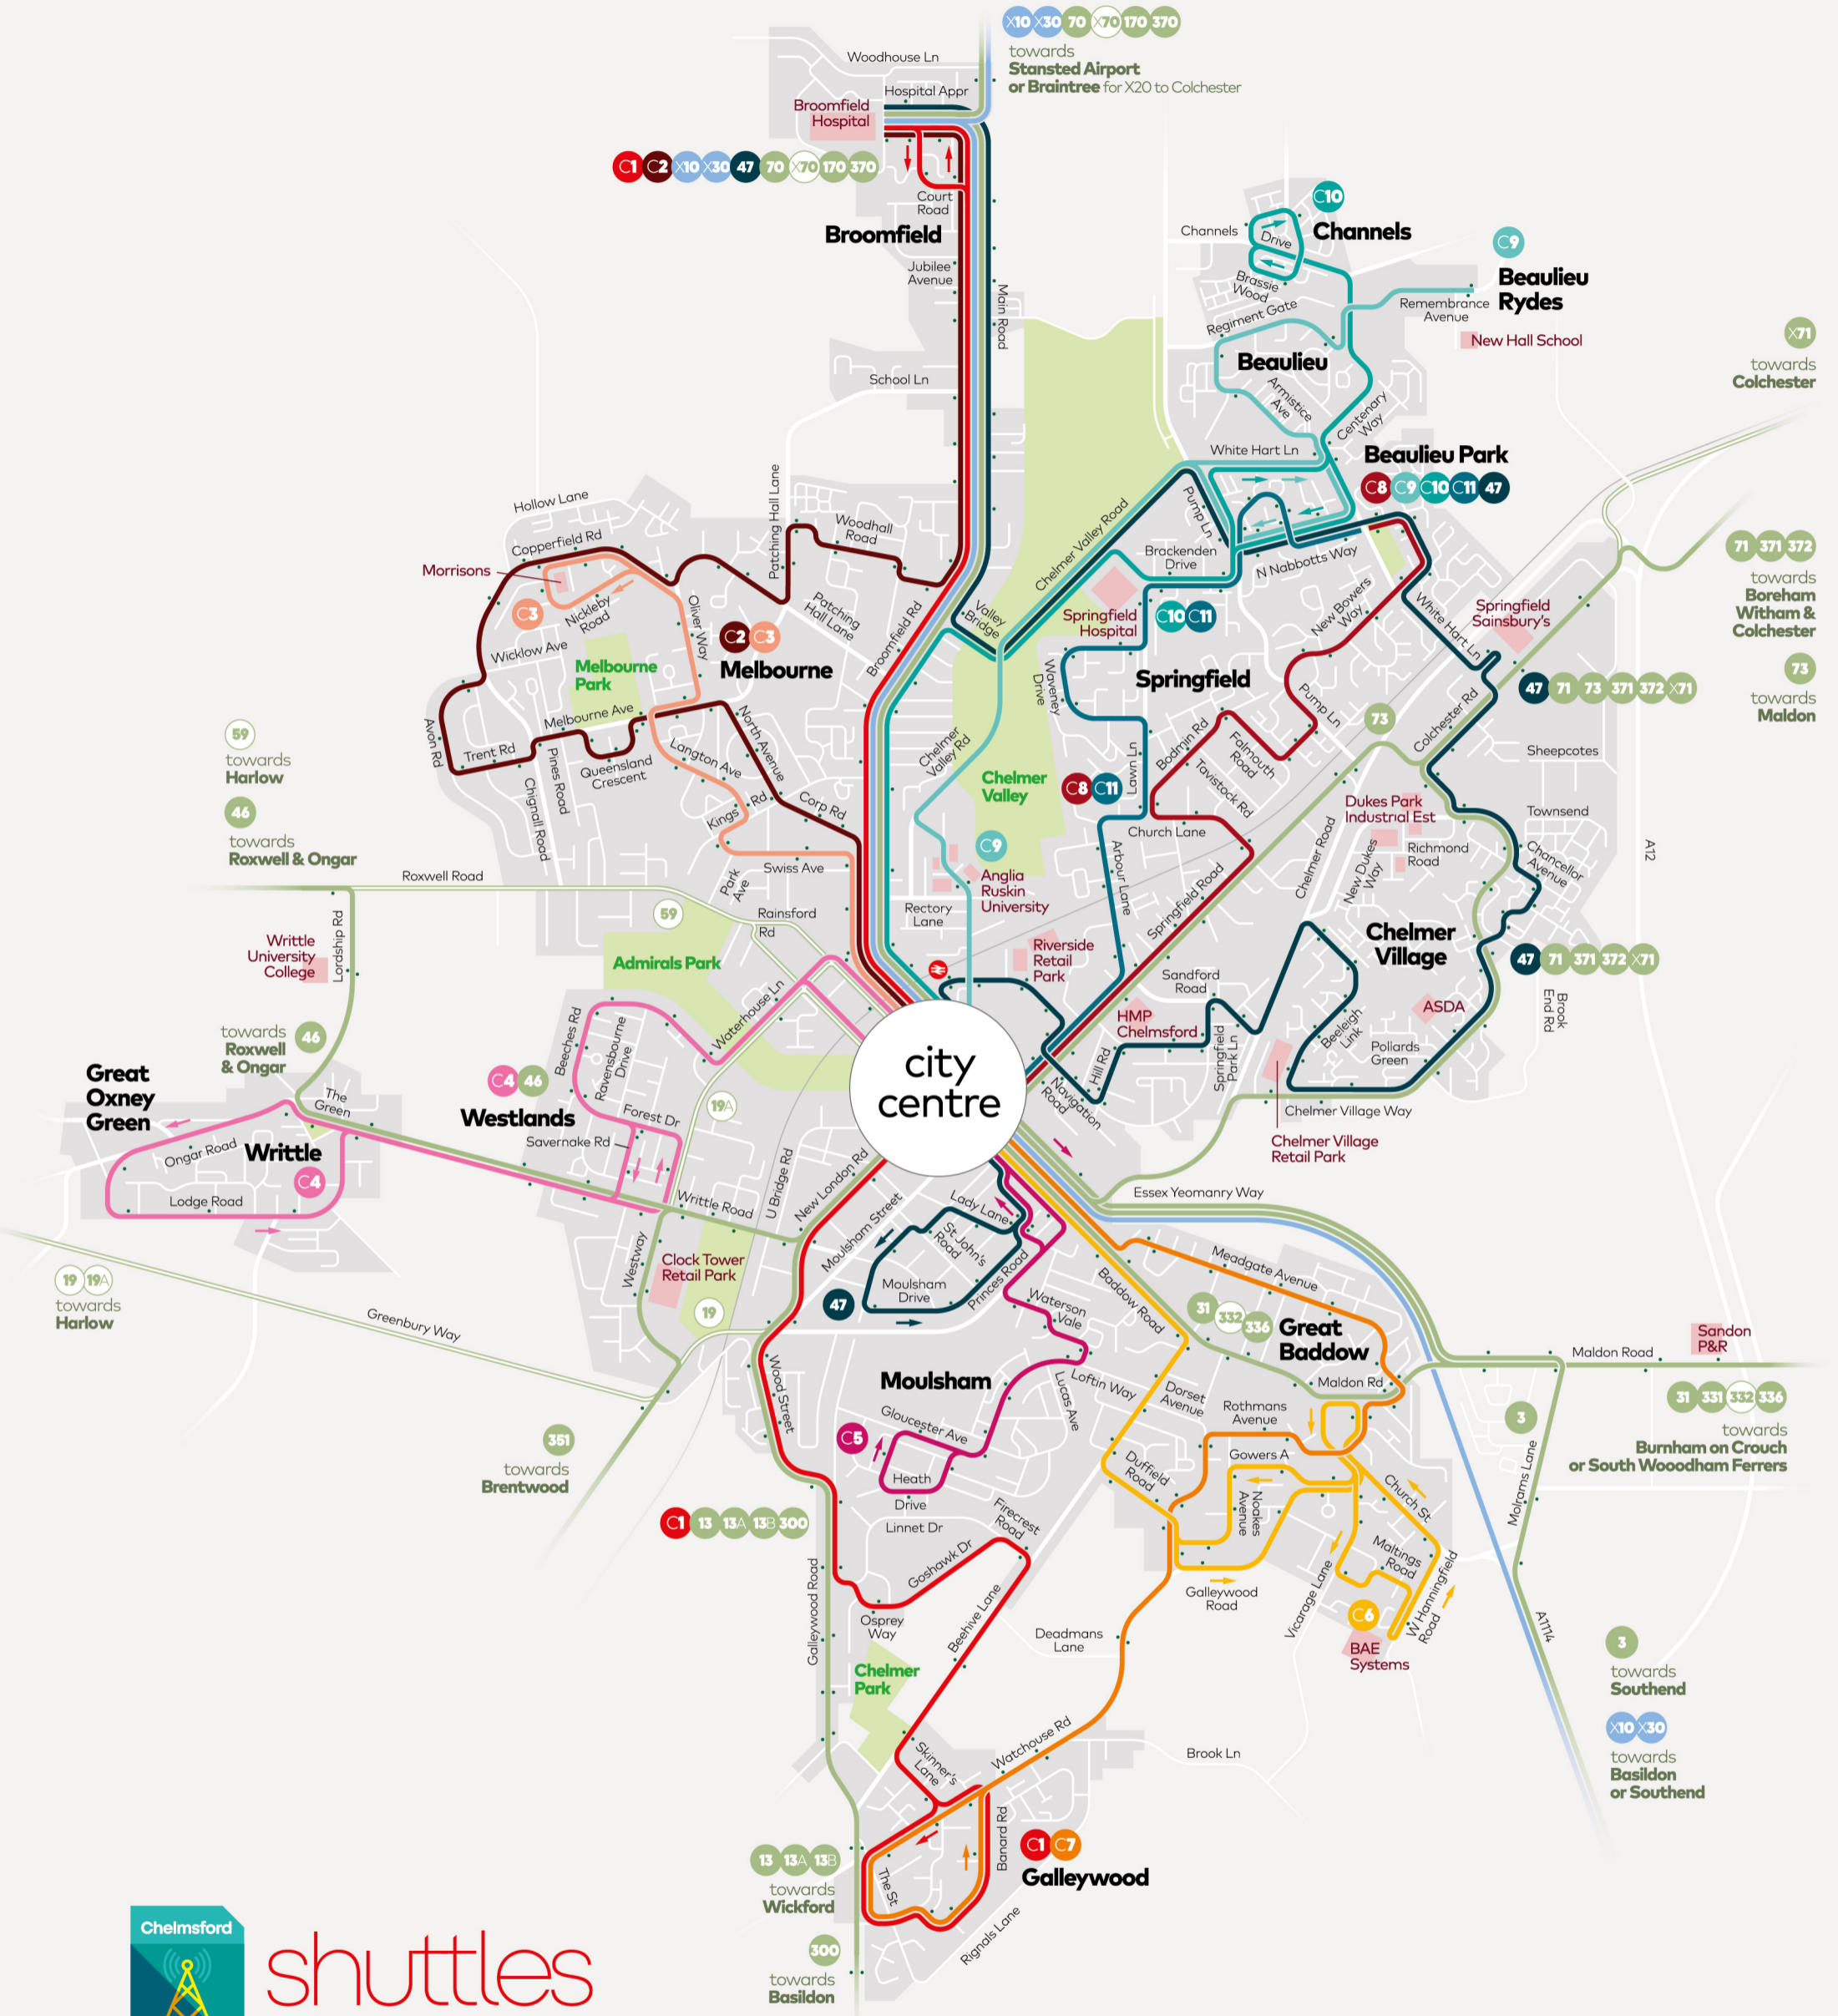 X10 X30 70 X70 170 370
towards
Stansted Airport
or Braintree for X20 to Colchester
Woodhouse Ln
Hospital Appr
Broomfield
Hospital
C1 C2 X10 X30 47 70 X70 170 370
Court
Road
Broomfield
Jubilee
Avenue
Main Road
School Ln
C10
Channels
Channels
Drive
Brassie
Wood
C9
Beaulieu
Rydes
Remembrance
Avenue
New Hall School
Regiment Gate
Beaulieu
Armistice
Ave
Centenary
Way
White Hart Ln
Beaulieu Park
C8 C9 C10 C11 47
X71
towards
Colchester
Hollow Lane
Copperfield Rd
Patching Hall Lane
Woodhall
Road
Morrisons
C3
Nickleby
Road
Wicklow Ave
Oliver Way
C2 C3
Melbourne
Melbourne
Park
Patching
Hall Lane
Broomfield Rd
Valley
Bridge
Chelmer Valley Road
Pump Ln
Brackenden
Drive
N Nabbotts Way
Springfield
Hospital
C10 C11
New Bowers
Way
White Hart Ln
Springfield
Sainsbury's
71 371 372
towards
Boreham
Witham &
Colchester
73
towards
Maldon
47 71 73 371 372 X71
Waveney
Drive
Springfield
Pump Ln
73
Colchester Rd
Sheepcotes
Avon Rd
Melbourne Ave
Trent Rd
Queensland
Crescent
Pines Road
Chignall Road
Langton Ave
North Avenue
Kings Rd
Corp Rd
Swiss Ave
Park
Ave
Chelmer
Valley Rd
Chelmer
Valley
C8 C11
Lawn Ln
Bodmin Rd
Falmouth
Road
Tavistock Rd
Church Lane
Arbour Lane
Springfield Road
Chelmer Road
Dukes Park
Industrial Est
New Dukes
Way
Richmond
Road
Townsend
Chancellor
Avenue
A12
59
towards
Harlow
46
towards
Roxwell & Ongar
Roxwell Road
59
Rainsford
Rd
Rectory
Lane
C9
Anglia
Ruskin
University
Riverside
Retail
Park
Chelmer
Village
47 71 371 372 X71
Brook
End Rd
ASDA
Sandford
Road
HMP
Chelmsford
Springfield
Park Ln
Beeleigh
Link
Pollards
Green
Chelmer Village Way
Chelmer Village
Retail Park
Writtle
University
College
Lordship Rd
Admirals Park
Waterhouse Ln
towards
Roxwell
& Ongar
46
Great
Oxney
Green
The
Green
Ongar Road
Writtle
C4
Lodge Road
C4 46
Westlands
Beeches Rd
Ravensbourne
Drive
Forest Dr
Savernake Rd
19A
city
centre
Hill Rd
Navigation
Road
Essex Yeomanry Way
Writtle Road
U Bridge Rd
New London Rd
Moulsham Street
Lady Lane
St John's
Road
Moulsham
Drive
Princes Road
47
Westway
Clock Tower
Retail Park
19
19 19A
towards
Harlow
Greenbury Way
351
towards
Brentwood
Wood Street
Waterson
Vale
Baddow Road
Meadgate Avenue
31 332 336
Great
Baddow
Maldon Rd
Maldon Road
Sandon
P&R
31 331 332 336
towards
Burnham on Crouch
or South Wooodham Ferrers
3
Molrams Lane
A1114
Moulsham
C5
Gloucester Ave
Heath
Drive
Lucas Ave
Loftin Way
Dorset
Avenue
Rothmans
Avenue
Gowers A
Noakes
Avenue
Duffield
Road
Church St
Maltings
Road
Vicarage Lane
W Hanningfield
Road
Galleywood
Road
C6
BAE
Systems
C1 13 13A 13B 300
Linnet Dr
Firecrest
Road
Goshawk Dr
Osprey
Way
Beehive Lane
Galleywood Road
Chelmer
Park
Deadmans
Lane
Skinner's
Lane
Watchouse Rd
Brook Ln
3
towards
Southend
X10 X30
towards
Basildon
or Southend
Banard Rd
C1 C7
Galleywood
The St
Rignals Lane
13 13A 13B
towards
Wickford
300
towards
Basildon
Chelmsford
shuttles